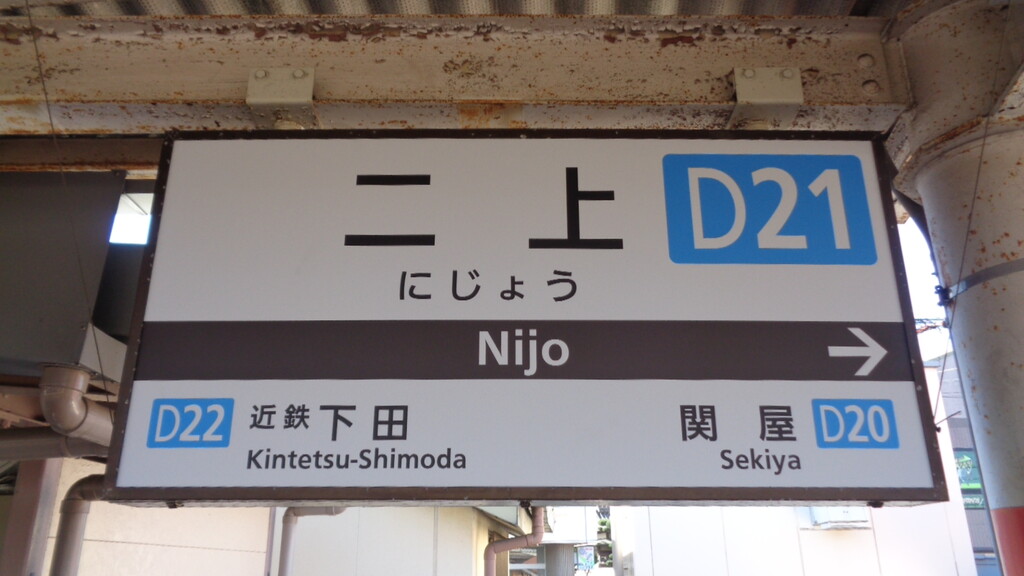 二上 D21
にじょう
Nijo →
D22 近鉄下田 関屋 D20
Kintetsu-Shimoda Sekiya